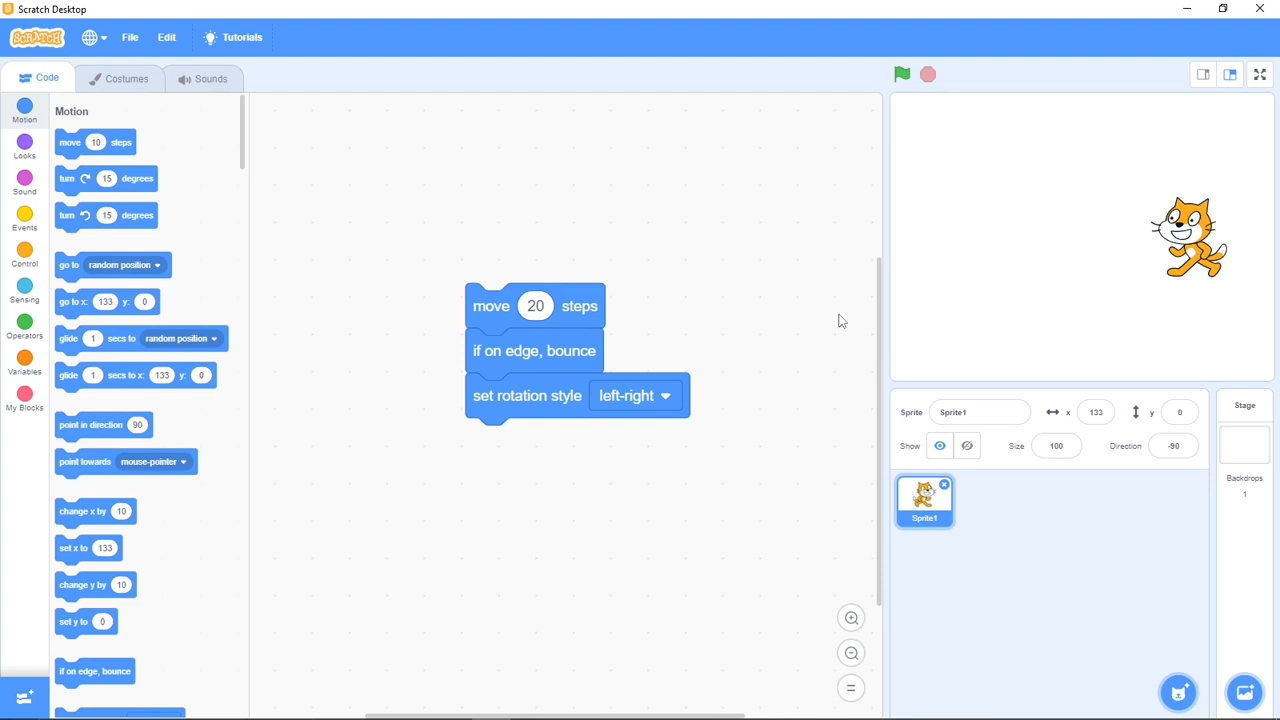 Scratch Desktop
SCRATCH File Edit Tutorials
Code Costumes Sounds
Motion
Looks
Sound
Events
Control
Sensing
Operators
Variables
My Blocks
Motion
move 10 steps
turn 15 degrees
turn 15 degrees
go to random position
go to x: 133 y: 0
glide 1 secs to random position
glide 1 secs to x: 133 y: 0
point in direction 90
point towards mouse-pointer
change x by 10
set x to 133
change y by 10
set y to 0
if on edge, bounce
move 20 steps
if on edge, bounce
set rotation style left-right
Sprite Sprite1 x 133 y 0
Show Size 100 Direction -90
Sprite1
Stage
Backdrops
1